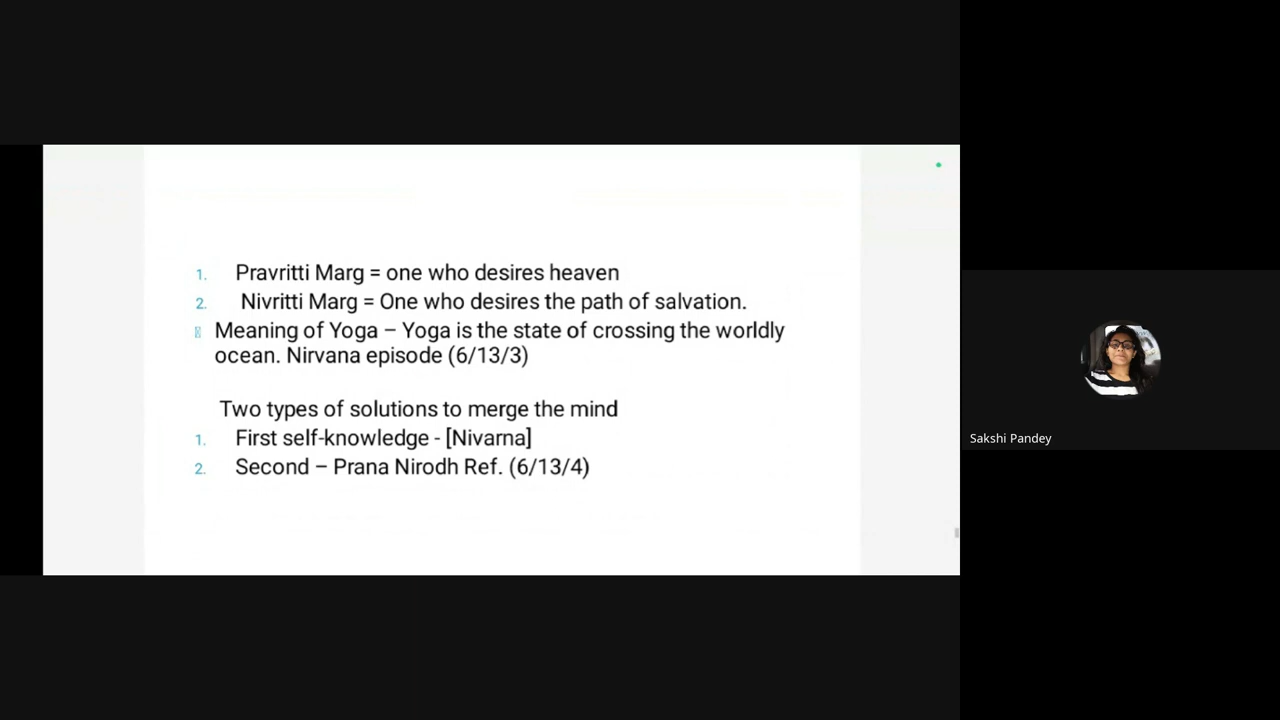 1. Pravritti Marg = one who desires heaven
2. Nivritti Marg = One who desires the path of salvation.
Meaning of Yoga – Yoga is the state of crossing the worldly
ocean. Nirvana episode (6/13/3)
Two types of solutions to merge the mind
1. First self-knowledge - [Nivarna]
2. Second – Prana Nirodh Ref. (6/13/4)
Sakshi Pandey